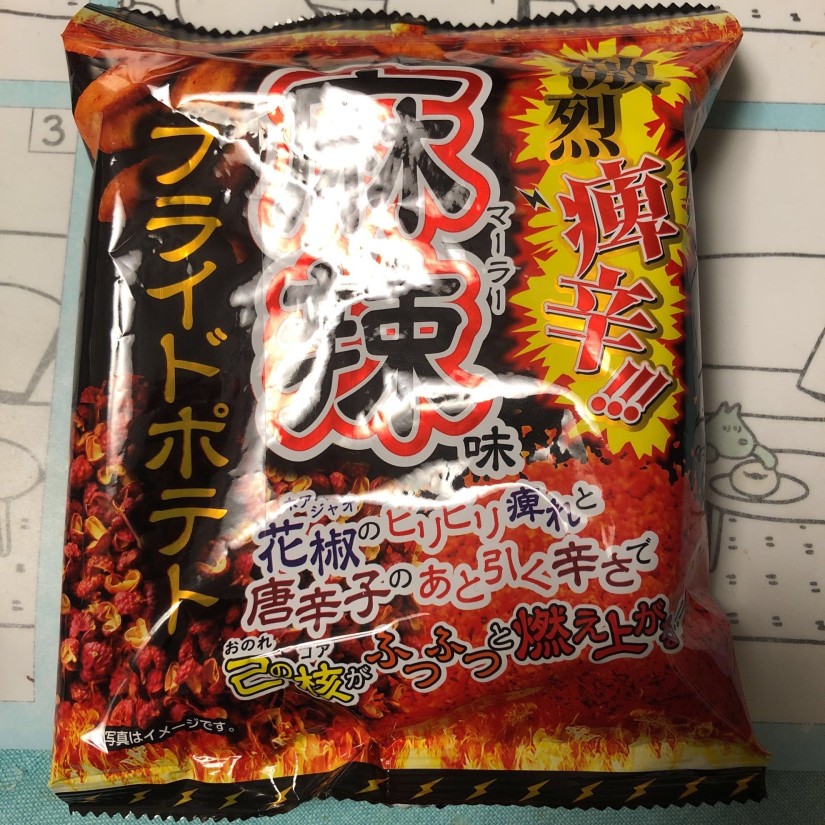 激烈
痺辛!!!
麻辣
マーラー
味
フライドポテト
ホアジャオ
花椒のヒリヒリ痺れと
唐辛子のあと引く辛さで
おのれ コア
己の核がふつふつと燃え上がる
写真はイメージです。
3